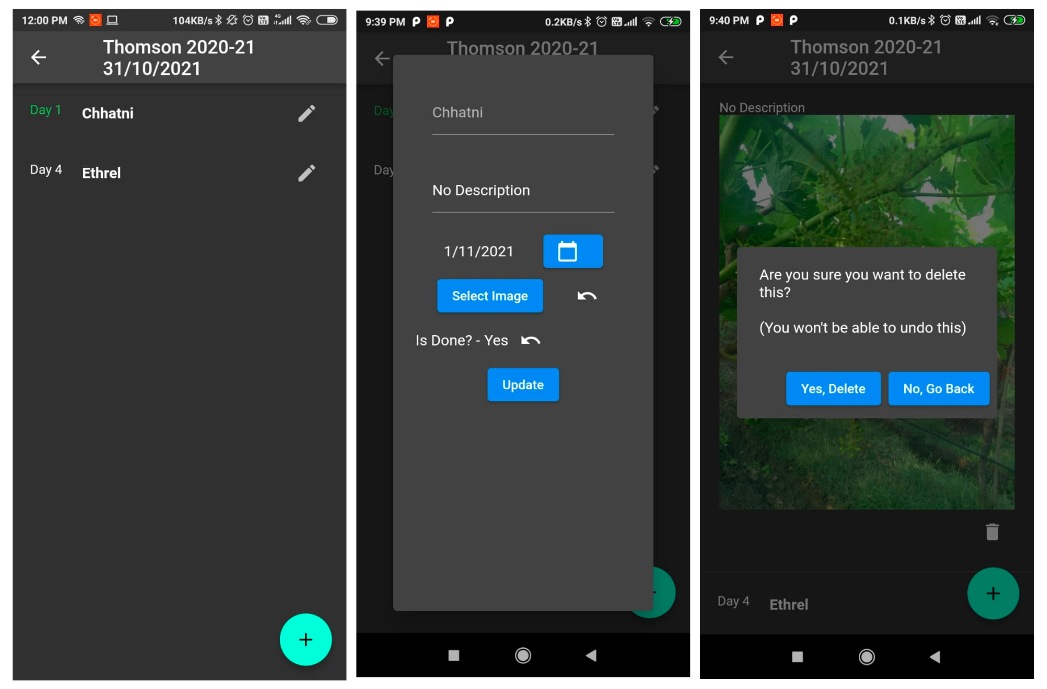 12:00 PM 104KB/s
Thomson 2020-21
31/10/2021
Day 1 Chhatni
Day 4 Ethrel
+
9:39 PM P P 0.2KB/s
Thomson 2020-21
Day
Chhatni
Day
No Description
1/11/2021
Select Image
Is Done? - Yes
Update
9:40 PM P P 0.1KB/s
Thomson 2020-21
31/10/2021
No Description
Are you sure you want to delete
this?
(You won't be able to undo this)
Yes, Delete No, Go Back
Day 4 Ethrel
+